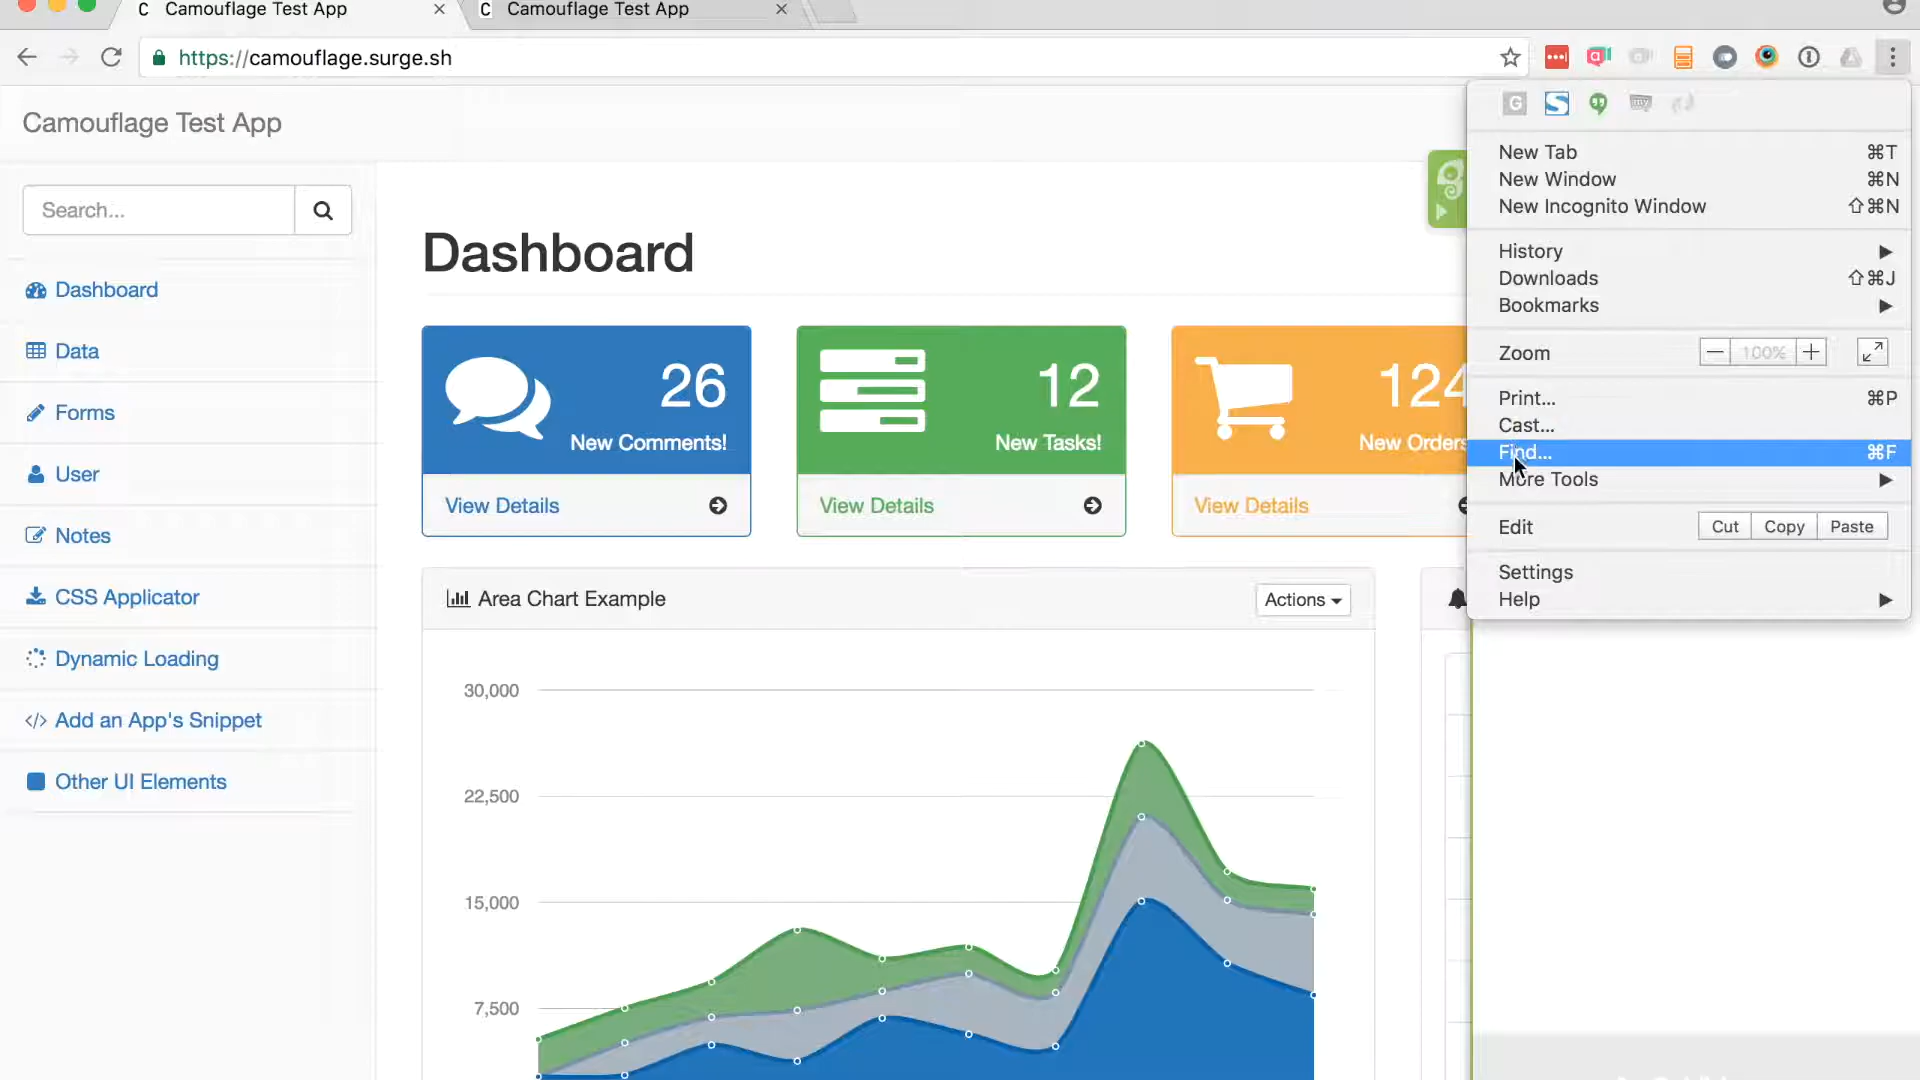 Camouflage Test App
Camouflage Test App
https://camouflage.surge.sh
Camouflage Test App
Search...
Dashboard
Data
Forms
User
Notes
CSS Applicator
Dynamic Loading
Add an App's Snippet
Other UI Elements
Dashboard
26
New Comments!
View Details
12
New Tasks!
View Details
124
New Orders
View Details
Area Chart Example
Actions
30,000
22,500
15,000
7,500
New Tab ⌘T
New Window ⌘N
New Incognito Window ⇧⌘N
History
Downloads ⇧⌘J
Bookmarks
Zoom 100%
Print... ⌘P
Cast...
Find... ⌘F
More Tools
Edit Cut Copy Paste
Settings
Help